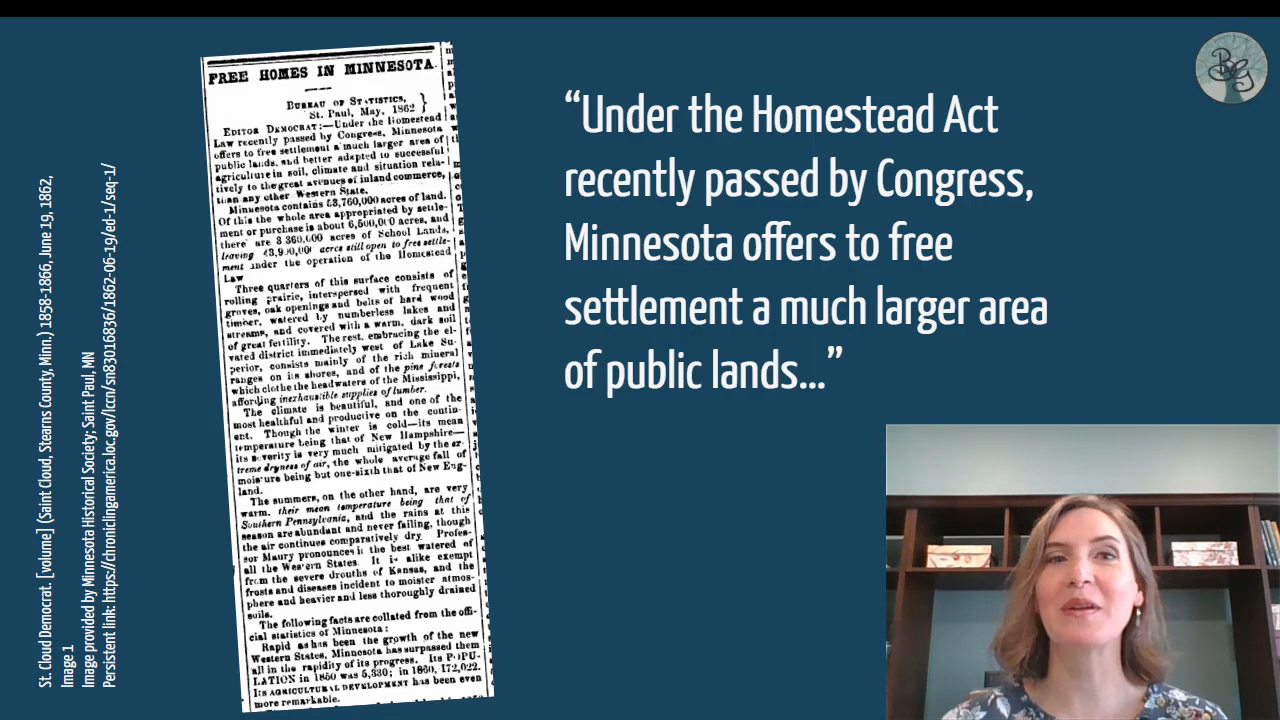 St. Cloud Democrat. [volume] (Saint Cloud, Stearns County, Minn.) 1858-1866, June 19, 1862,
Image 1
Image provided by Minnesota Historical Society; Saint Paul, MN
Persistent link: https://chroniclingamerica.loc.gov/lccn/sn83016836/1862-06-19/ed-1/seq-1/
FREE HOMES IN MINNESOTA.
BUREAU OF STATISTICS,
St. Paul, May, 1862 }
EDITOR DEMOCRAT:—Under the Homestead
Law recently passed by Congress, Minnesota
offers to free settlement a much larger area of
public lands, and better adapted to successful
agriculture in soil, climate and situation rela-
tively to the great avenues of inland commerce,
than any other Western State.
Minnesota contains 53,760,000 acres of land.
Of this the whole area appropriated by settle-
ment or purchase is about 6,500,000 acres, and
there are 3 360,000 acres of School Lands,
leaving acres still open to free settle-
ment under the operation of the Homestead
Law
Three quarters of this surface consists of
rolling prairie, interspersed with frequent
groves, oak openings and belts of hard wood
timber, watered by numberless lakes and
streams, and covered with a warm, dark soil
of great fertility. The rest, embracing the el-
vated district immediately west of Lake Su-
perior, consists mainly of the rich mineral
ranges on its shores, and of the pine forests
which clothe the headwaters of the Mississippi,
affording inexhaustible supplies of lumber.
The climate is beautiful, and one of the
most healthful and productive on the contin-
ent. Though the winter is cold—its mean
temperature being that of New Hampshire—
its severity is very much mitigated by the ex-
treme dryness of air, the whole average fall of
moisture being but one-sixth that of New Eng-
land.
The summers, on the other hand, are very
warm, their mean temperature being that of
Southern Pennsylvania, and the rains at this
season are abundant and never failing, though
the air continues comparatively dry. Profes-
sor Maury pronounces it the best watered of
all the Western States. It is alike exempt
from the severe drouths of Kansas, and the
frosts and diseases incident to moister atmos-
phere and heavier and less thoroughly drained
soils.
The following facts are collated from the offi-
cial statistics of Minnesota:
Rapid as has been the growth of the new
Western States, Minnesota has surpassed them
all in the rapidity of its progress. Its POPU-
LATION in 1850 was 5,330; in 1860, 172,022.
Its AGRICULTURAL DEVELOPMENT has been even
more remarkable.
“Under the Homestead Act
recently passed by Congress,
Minnesota offers to free
settlement a much larger area
of public lands...”
BG